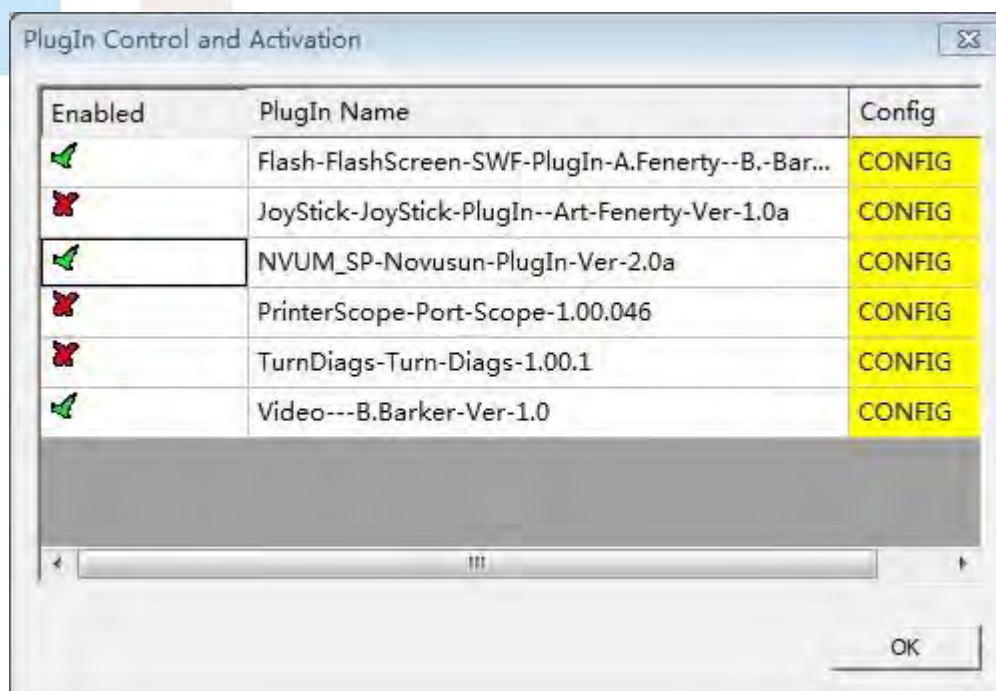 PlugIn Control and Activation
Enabled PlugIn Name Config
Flash-FlashScreen-SWF-PlugIn-A.Fenerty--B.-Bar... CONFIG
JoyStick-JoyStick-PlugIn--Art-Fenerty-Ver-1.0a CONFIG
NVUM_SP-Novusun-PlugIn-Ver-2.0a CONFIG
PrinterScope-Port-Scope-1.00.046 CONFIG
TurnDiags-Turn-Diags-1.00.1 CONFIG
Video---B.Barker-Ver-1.0 CONFIG
OK